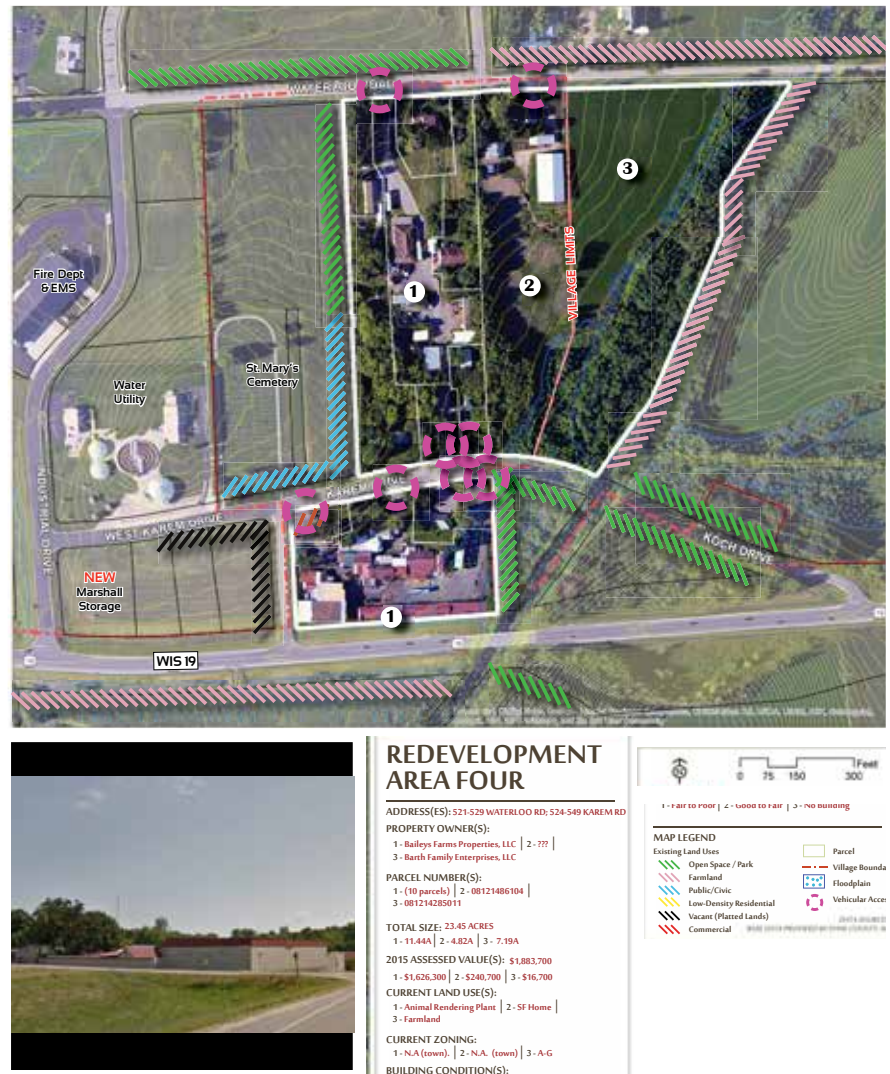 3
VILLAGE LIMITS
2
1
Fire Dept
& EMS
St. Mary's
Cemetery
Water
Utility
KAREM DRIVE
WEST KAREM DRIVE
INDUSTRIAL DRIVE
KOCH DRIVE
NEW
Marshall
Storage
1
WIS 19
REDEVELOPMENT
AREA FOUR
ADDRESS(ES): 521-529 WATERLOO RD; 524-549 KAREM RD
PROPERTY OWNER(S):
1 - Baileys Farms Properties, LLC | 2 - ??? |
3 - Barth Family Enterprises, LLC
PARCEL NUMBER(S):
1 - (10 parcels) | 2 - 08121486104 |
3 - 081214285011
TOTAL SIZE: 23.45 ACRES
1 - 11.44A | 2 - 4.82A | 3 - 7.19A
2015 ASSESSED VALUE(S): $1,883,700
1 - $1,626,300 | 2 - $240,700 | 3 - $16,700
CURRENT LAND USE(S):
1 - Animal Rendering Plant | 2 - SF Home |
3 - Farmland
CURRENT ZONING:
1 - N.A (town). | 2 - N.A. (town) | 3 - A-G
BUILDING CONDITION(S):
Feet
0 75 150 300
1 - Fair to Poor | 2 - Good to Fair | 3 - No Building
MAP LEGEND
Existing Land Uses
Open Space / Park
Farmland
Public/Civic
Low-Density Residential
Vacant (Platted Lands)
Commercial
Parcel
Village Bounda
Floodplain
Vehicular Acces